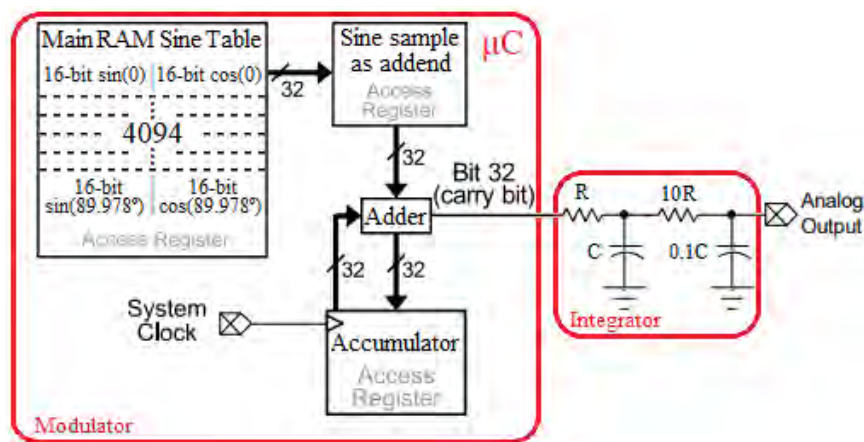 Main RAM Sine Table
16-bit sin(0) 16-bit cos(0)
4094
16-bit sin(89.978°) 16-bit cos(89.978°)
Access Register
32
Sine sample
as addend
Access
Register
μC
32
Bit 32
(carry bit)
Adder
32
32
System
Clock
Accumulator
Access
Register
Modulator
R
10R
C
0.1C
Integrator
Analog
Output